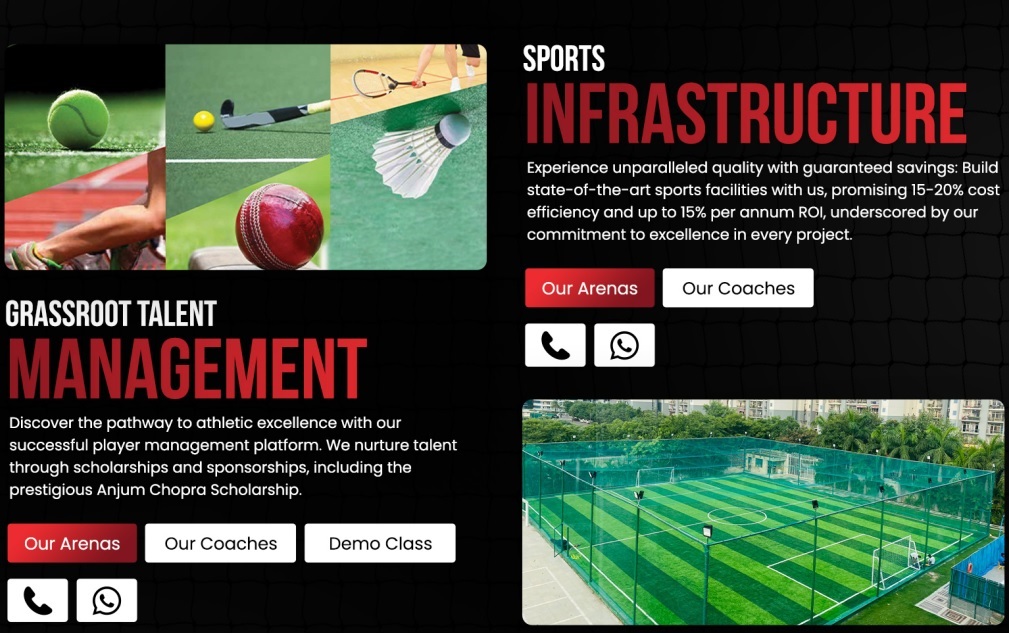 GRASSROOT TALENT
MANAGEMENT
Discover the pathway to athletic excellence with our
successful player management platform. We nurture talent
through scholarships and sponsorships, including the
prestigious Anjum Chopra Scholarship.
Our Arenas
Our Coaches
Demo Class
SPORTS
INFRASTRUCTURE
Experience unparalleled quality with guaranteed savings: Build
state-of-the-art sports facilities with us, promising 15-20% cost
efficiency and up to 15% per annum ROI, underscored by our
commitment to excellence in every project.
Our Arenas
Our Coaches